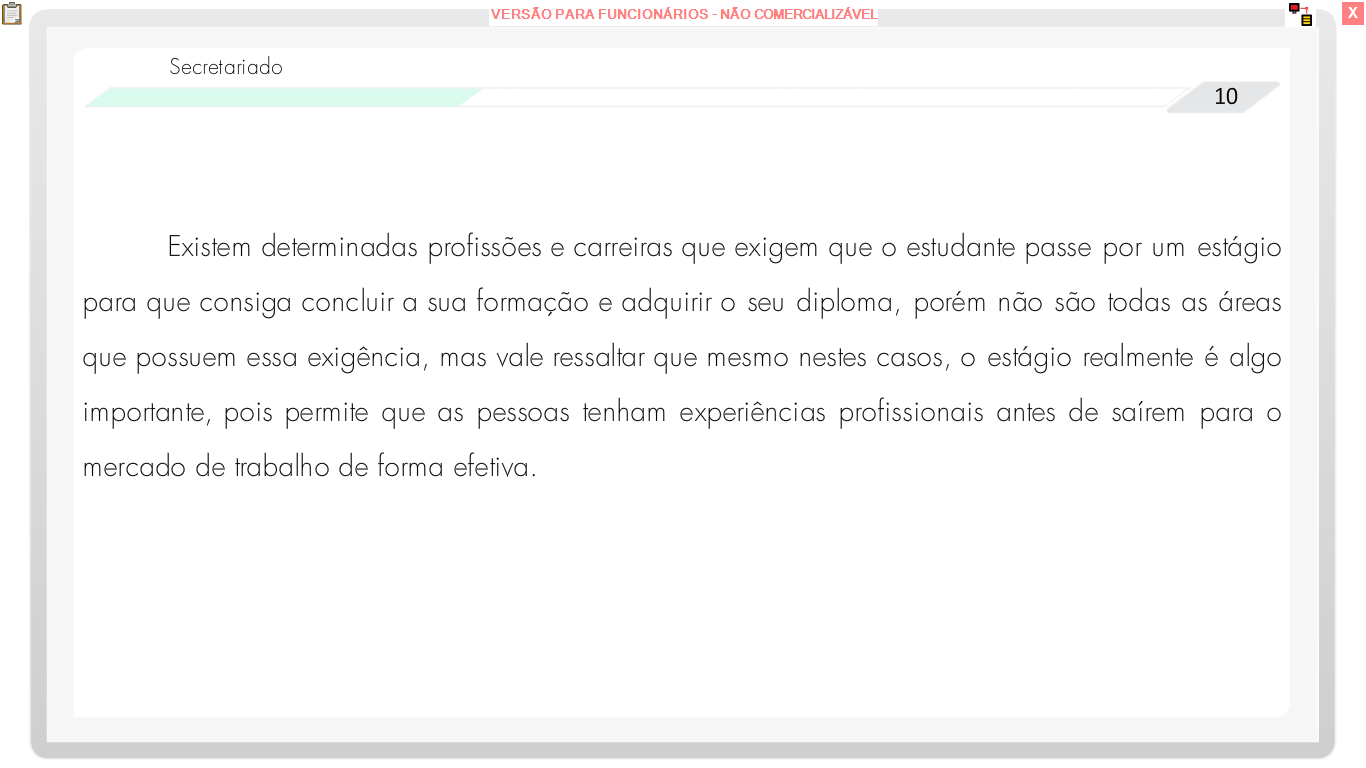 VERSÃO PARA FUNCIONÁRIOS - NÃO COMERCIALIZÁVEL
X
Secretariado
10
Existem determinadas profissões e carreiras que exigem que o estudante passe por um estágio
para que consiga concluir a sua formação e adquirir o seu diploma, porém não são todas as áreas
que possuem essa exigência, mas vale ressaltar que mesmo nestes casos, o estágio realmente é algo
importante, pois permite que as pessoas tenham experiências profissionais antes de saírem para o
mercado de trabalho de forma efetiva.